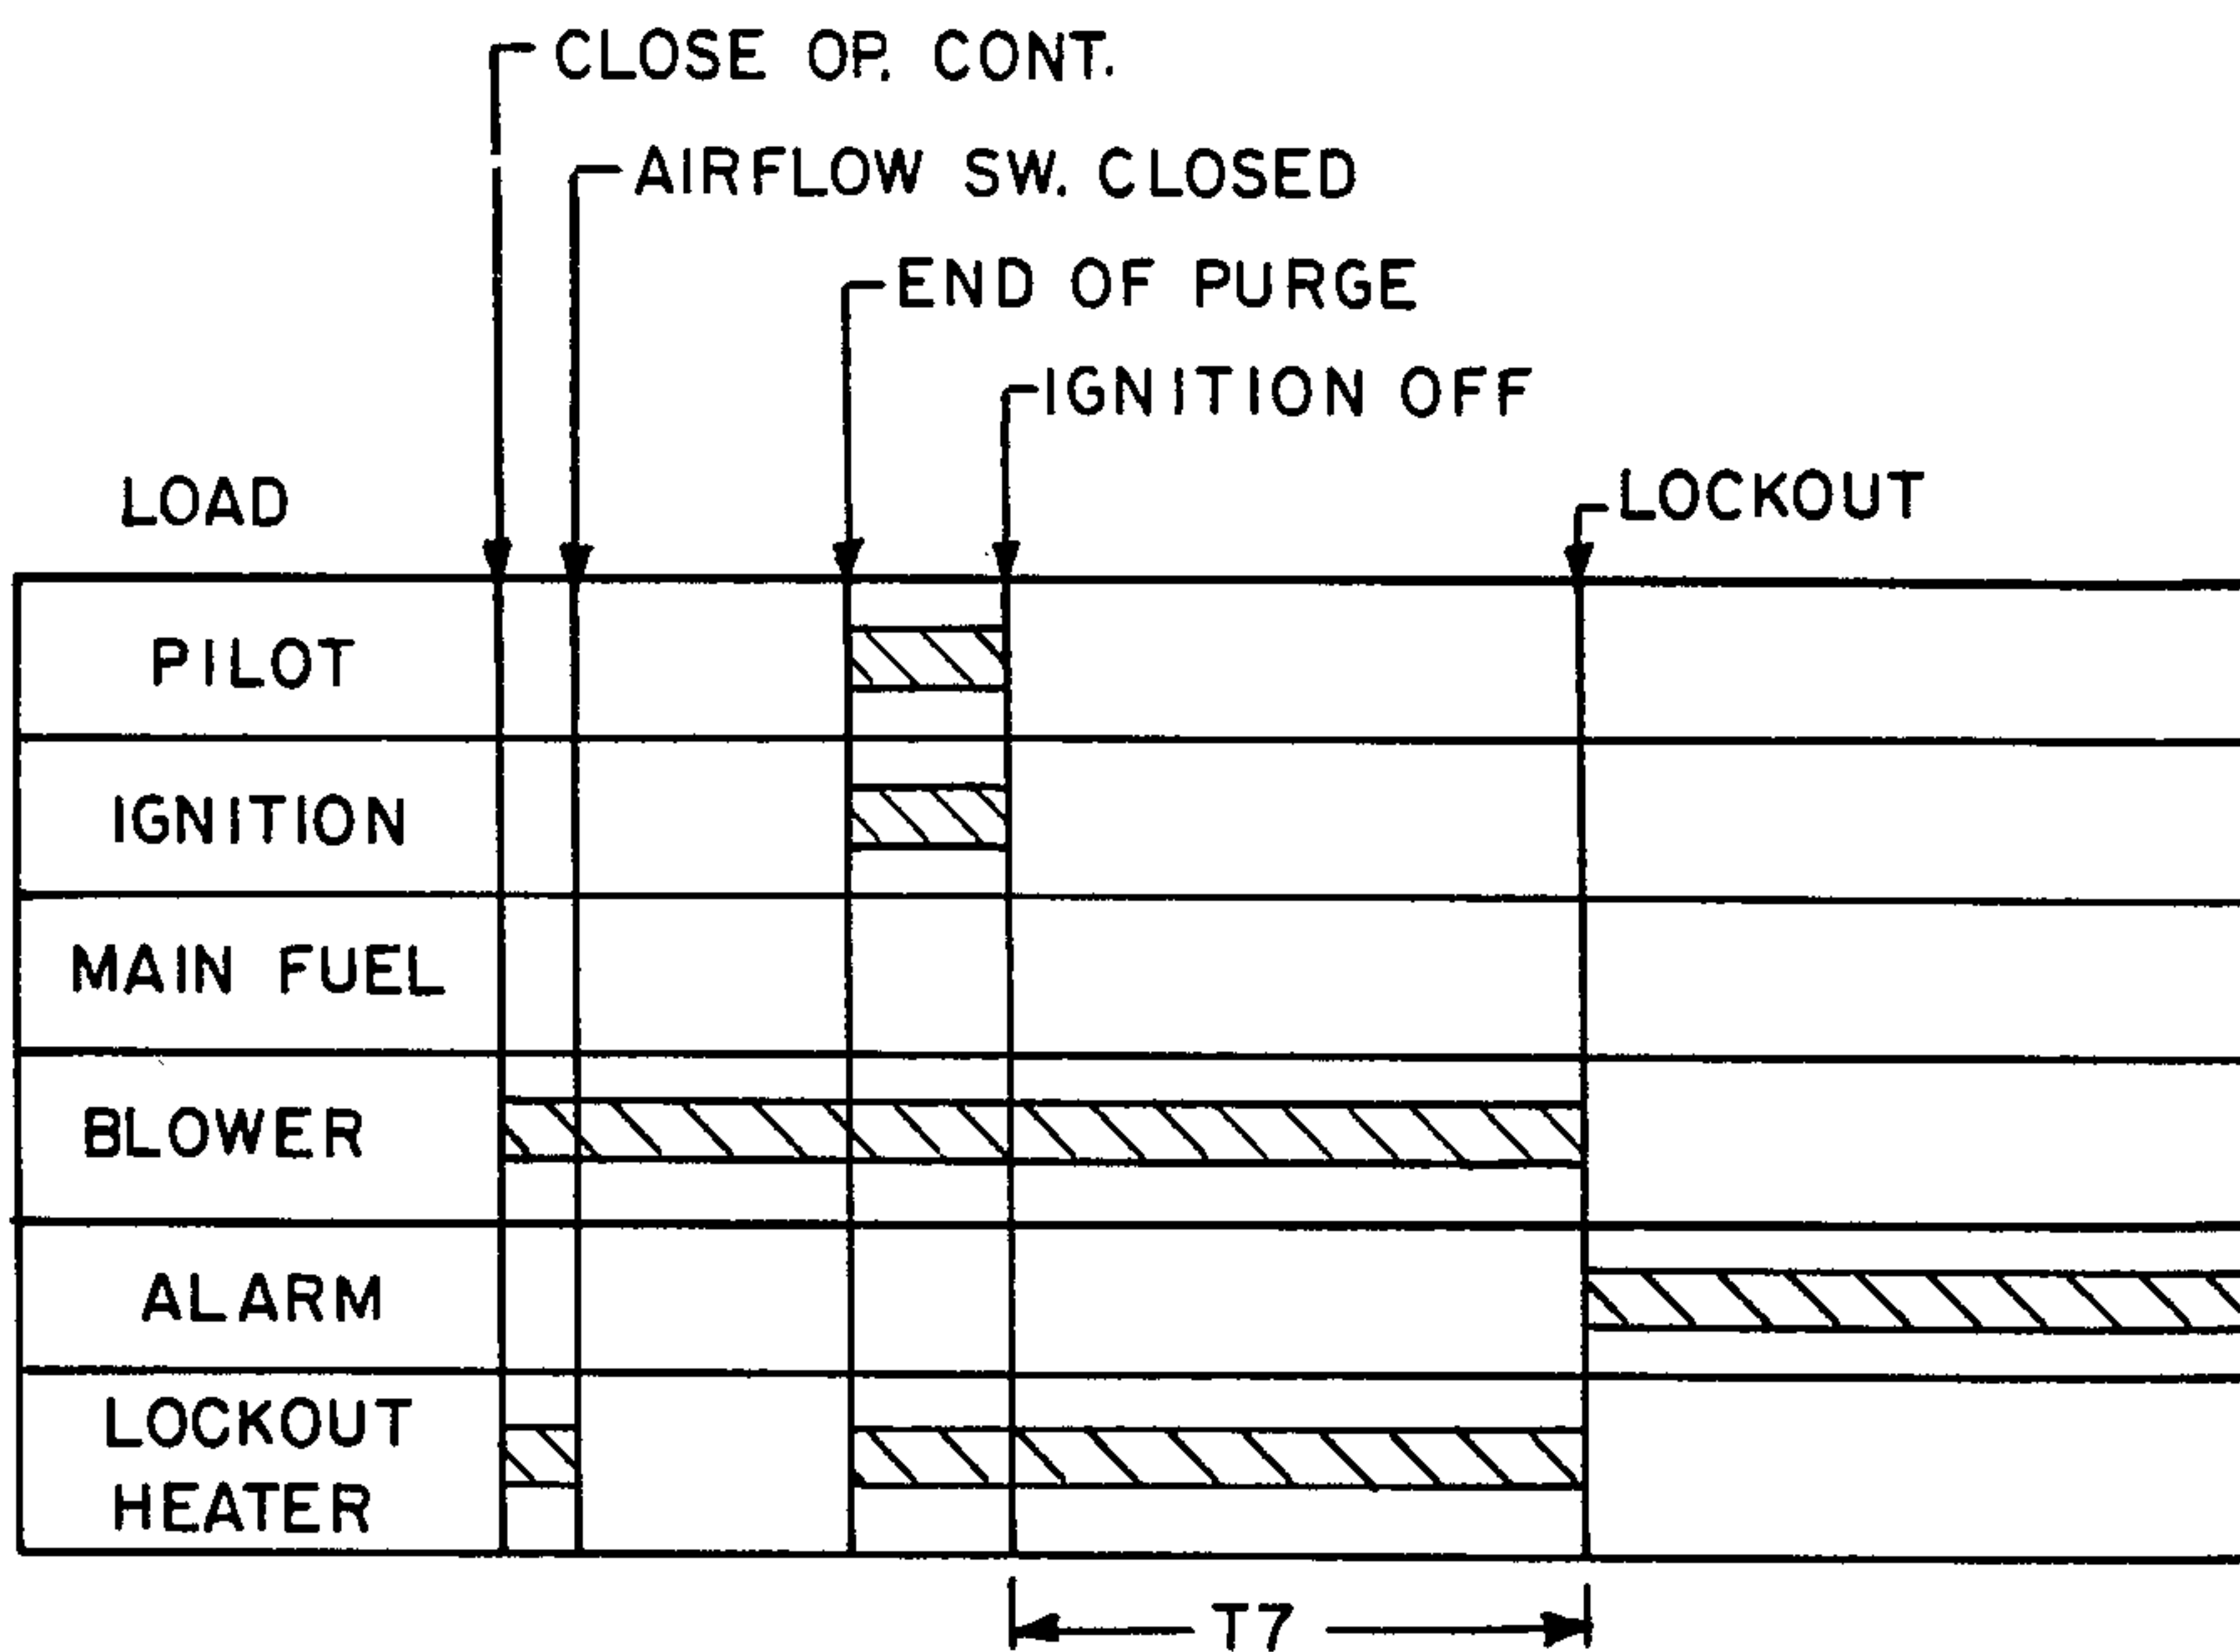 CLOSE OP. CONT.
AIRFLOW SW. CLOSED
END OF PURGE
IGNITION OFF
LOAD
LOCKOUT
PILOT
IGNITION
MAIN FUEL
BLOWER
ALARM
LOCKOUT
HEATER
T7